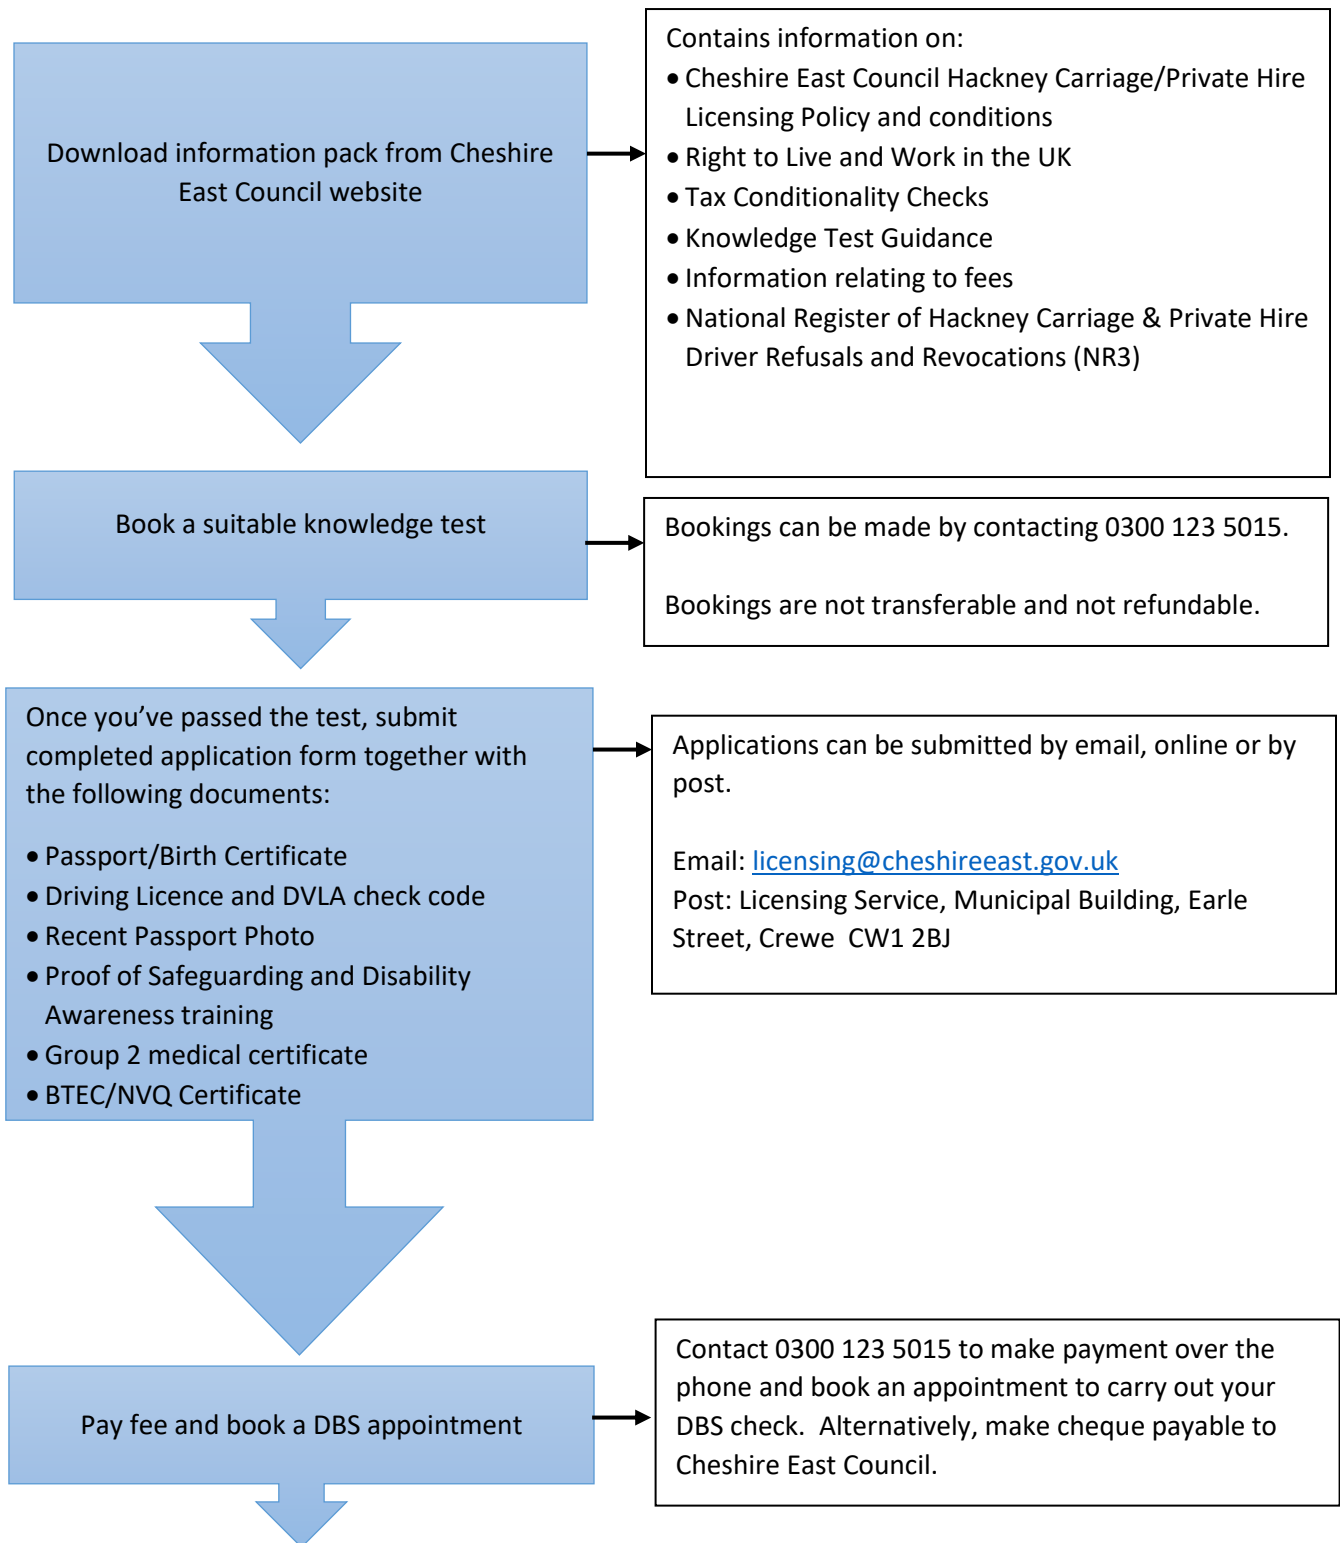 Download information pack from Cheshire
East Council website
Contains information on:
• Cheshire East Council Hackney Carriage/Private Hire
Licensing Policy and conditions
• Right to Live and Work in the UK
• Tax Conditionality Checks
• Knowledge Test Guidance
• Information relating to fees
• National Register of Hackney Carriage & Private Hire
Driver Refusals and Revocations (NR3)
Book a suitable knowledge test
Bookings can be made by contacting 0300 123 5015.
Bookings are not transferable and not refundable.
Once you’ve passed the test, submit
completed application form together with
the following documents:
• Passport/Birth Certificate
• Driving Licence and DVLA check code
• Recent Passport Photo
• Proof of Safeguarding and Disability
Awareness training
• Group 2 medical certificate
• BTEC/NVQ Certificate
Applications can be submitted by email, online or by
post.
Email: licensing@cheshireeast.gov.uk
Post: Licensing Service, Municipal Building, Earle
Street, Crewe  CW1 2BJ
Pay fee and book a DBS appointment
Contact 0300 123 5015 to make payment over the
phone and book an appointment to carry out your
DBS check.  Alternatively, make cheque payable to
Cheshire East Council.